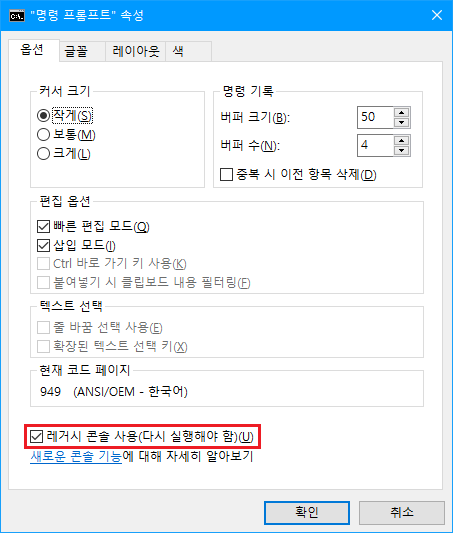 "명령 프롬프트" 속성
옵션 글꼴 레이아웃 색
커서 크기
작게(S)
보통(M)
크게(L)
명령 기록
버퍼 크기(B): 50
버퍼 수(N): 4
중복 시 이전 항목 삭제(D)
편집 옵션
빠른 편집 모드(Q)
삽입 모드(I)
Ctrl 바로 가기 키 사용(K)
붙여넣기 시 클립보드 내용 필터링(F)
텍스트 선택
줄 바꿈 선택 사용(E)
확장된 텍스트 선택 키(X)
현재 코드 페이지
949 (ANSI/OEM - 한국어)
레거시 콘솔 사용(다시 실행해야 함)(U)
새로운 콘솔 기능에 대해 자세히 알아보기
확인 취소